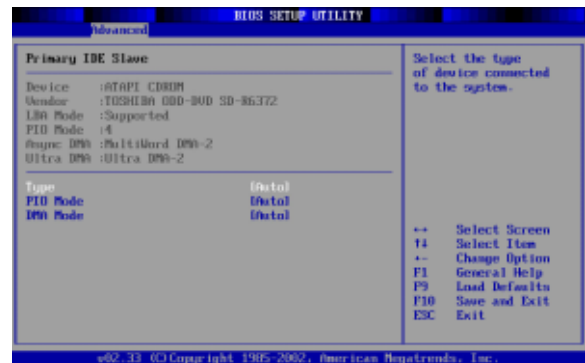 BIOS SETUP UTILITY
Advanced
Primary IDE Slave
Device :ATAPI CDROM
Vendor :TOSHIBA ODD-DVD SD-R6372
LBA Mode :Supported
PIO Mode :4
Async DMA :MultiWord DMA-2
Ultra DMA :Ultra DMA-2
Type [Auto]
PIO Mode [Auto]
DMA Mode [Auto]
Select the type
of device connected
to the system.
↔ Select Screen
↑↓ Select Item
+- Change Option
F1 General Help
F9 Load Defaults
F10 Save and Exit
ESC Exit
v02.33 (C)Copyright 1985-2002, American Megatrends, Inc.